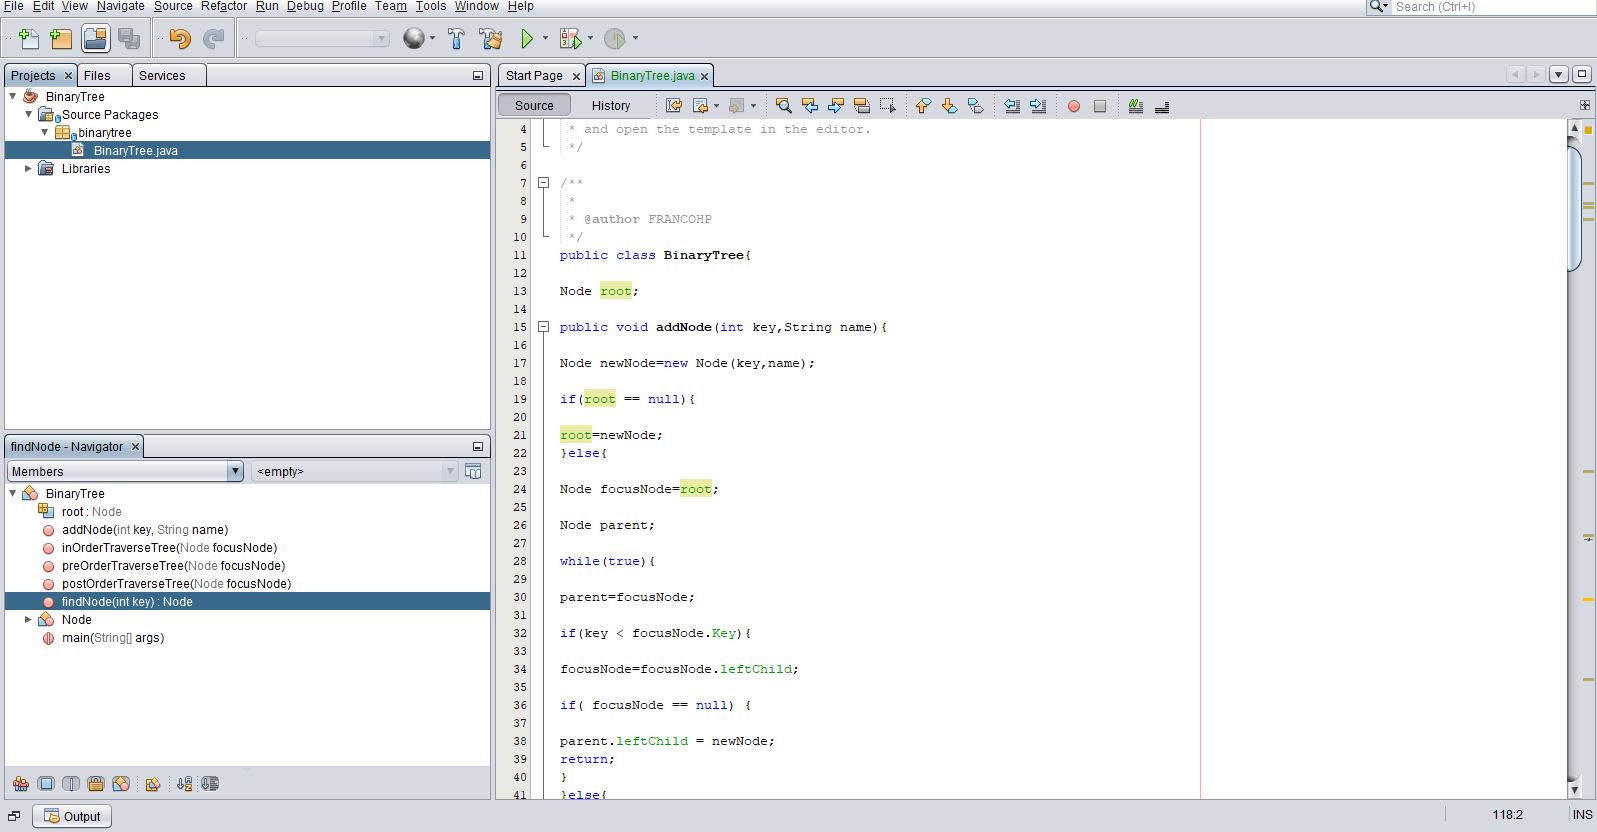 File Edit View Navigate Source Refactor Run Debug Profile Team Tools Window Help
Search (Ctrl+I)
Projects Files Services
BinaryTree
Source Packages
binarytree
BinaryTree.java
Libraries
findNode - Navigator
Members <empty>
BinaryTree
root : Node
addNode(int key, String name)
inOrderTraverseTree(Node focusNode)
preOrderTraverseTree(Node focusNode)
postOrderTraverseTree(Node focusNode)
findNode(int key) : Node
Node
main(String[] args)
Start Page BinaryTree.java
Source History
4 * and open the template in the editor.
5 */
6
7 /**
8 *
9 * @author FRANCOHP
10 */
11 public class BinaryTree{
12
13 Node root;
14
15 public void addNode(int key,String name){
16
17 Node newNode=new Node(key,name);
18
19 if(root == null){
20
21 root=newNode;
22 }else{
23
24 Node focusNode=root;
25
26 Node parent;
27
28 while(true){
29
30 parent=focusNode;
31
32 if(key < focusNode.Key){
33
34 focusNode=focusNode.leftChild;
35
36 if( focusNode == null) {
37
38 parent.leftChild = newNode;
39 return;
40 }
41 }else{
Output
118:2 INS